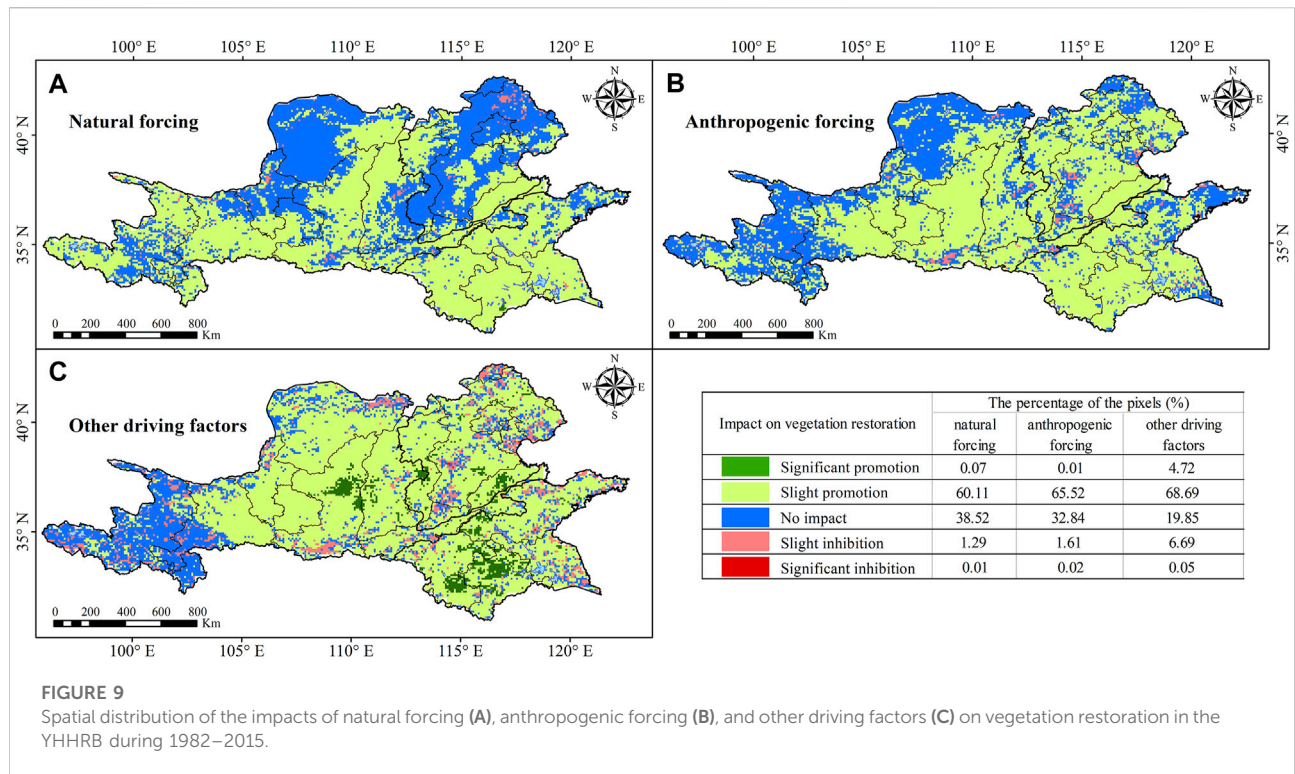 100° E 105° E 110° E 115° E 120° E
100° E 105° E 110° E 115° E 120° E
A
Natural forcing
N
W E
S
40° N
35° N
0 200 400 600 800
Km
B
Anthropogenic forcing
N
W E
S
40° N
35° N
0 200 400 600 800
Km
C
Other driving factors
N
W E
S
40° N
35° N
0 200 400 600 800
Km
100° E 105° E 110° E 115° E 120° E
Impact on vegetation restoration
The percentage of the pixels (%)
natural forcing
anthropogenic forcing
other driving factors
Significant promotion 0.07 0.01 4.72
Slight promotion 60.11 65.52 68.69
No impact 38.52 32.84 19.85
Slight inhibition 1.29 1.61 6.69
Significant inhibition 0.01 0.02 0.05
FIGURE 9
Spatial distribution of the impacts of natural forcing (A), anthropogenic forcing (B), and other driving factors (C) on vegetation restoration in the
YHHRB during 1982–2015.